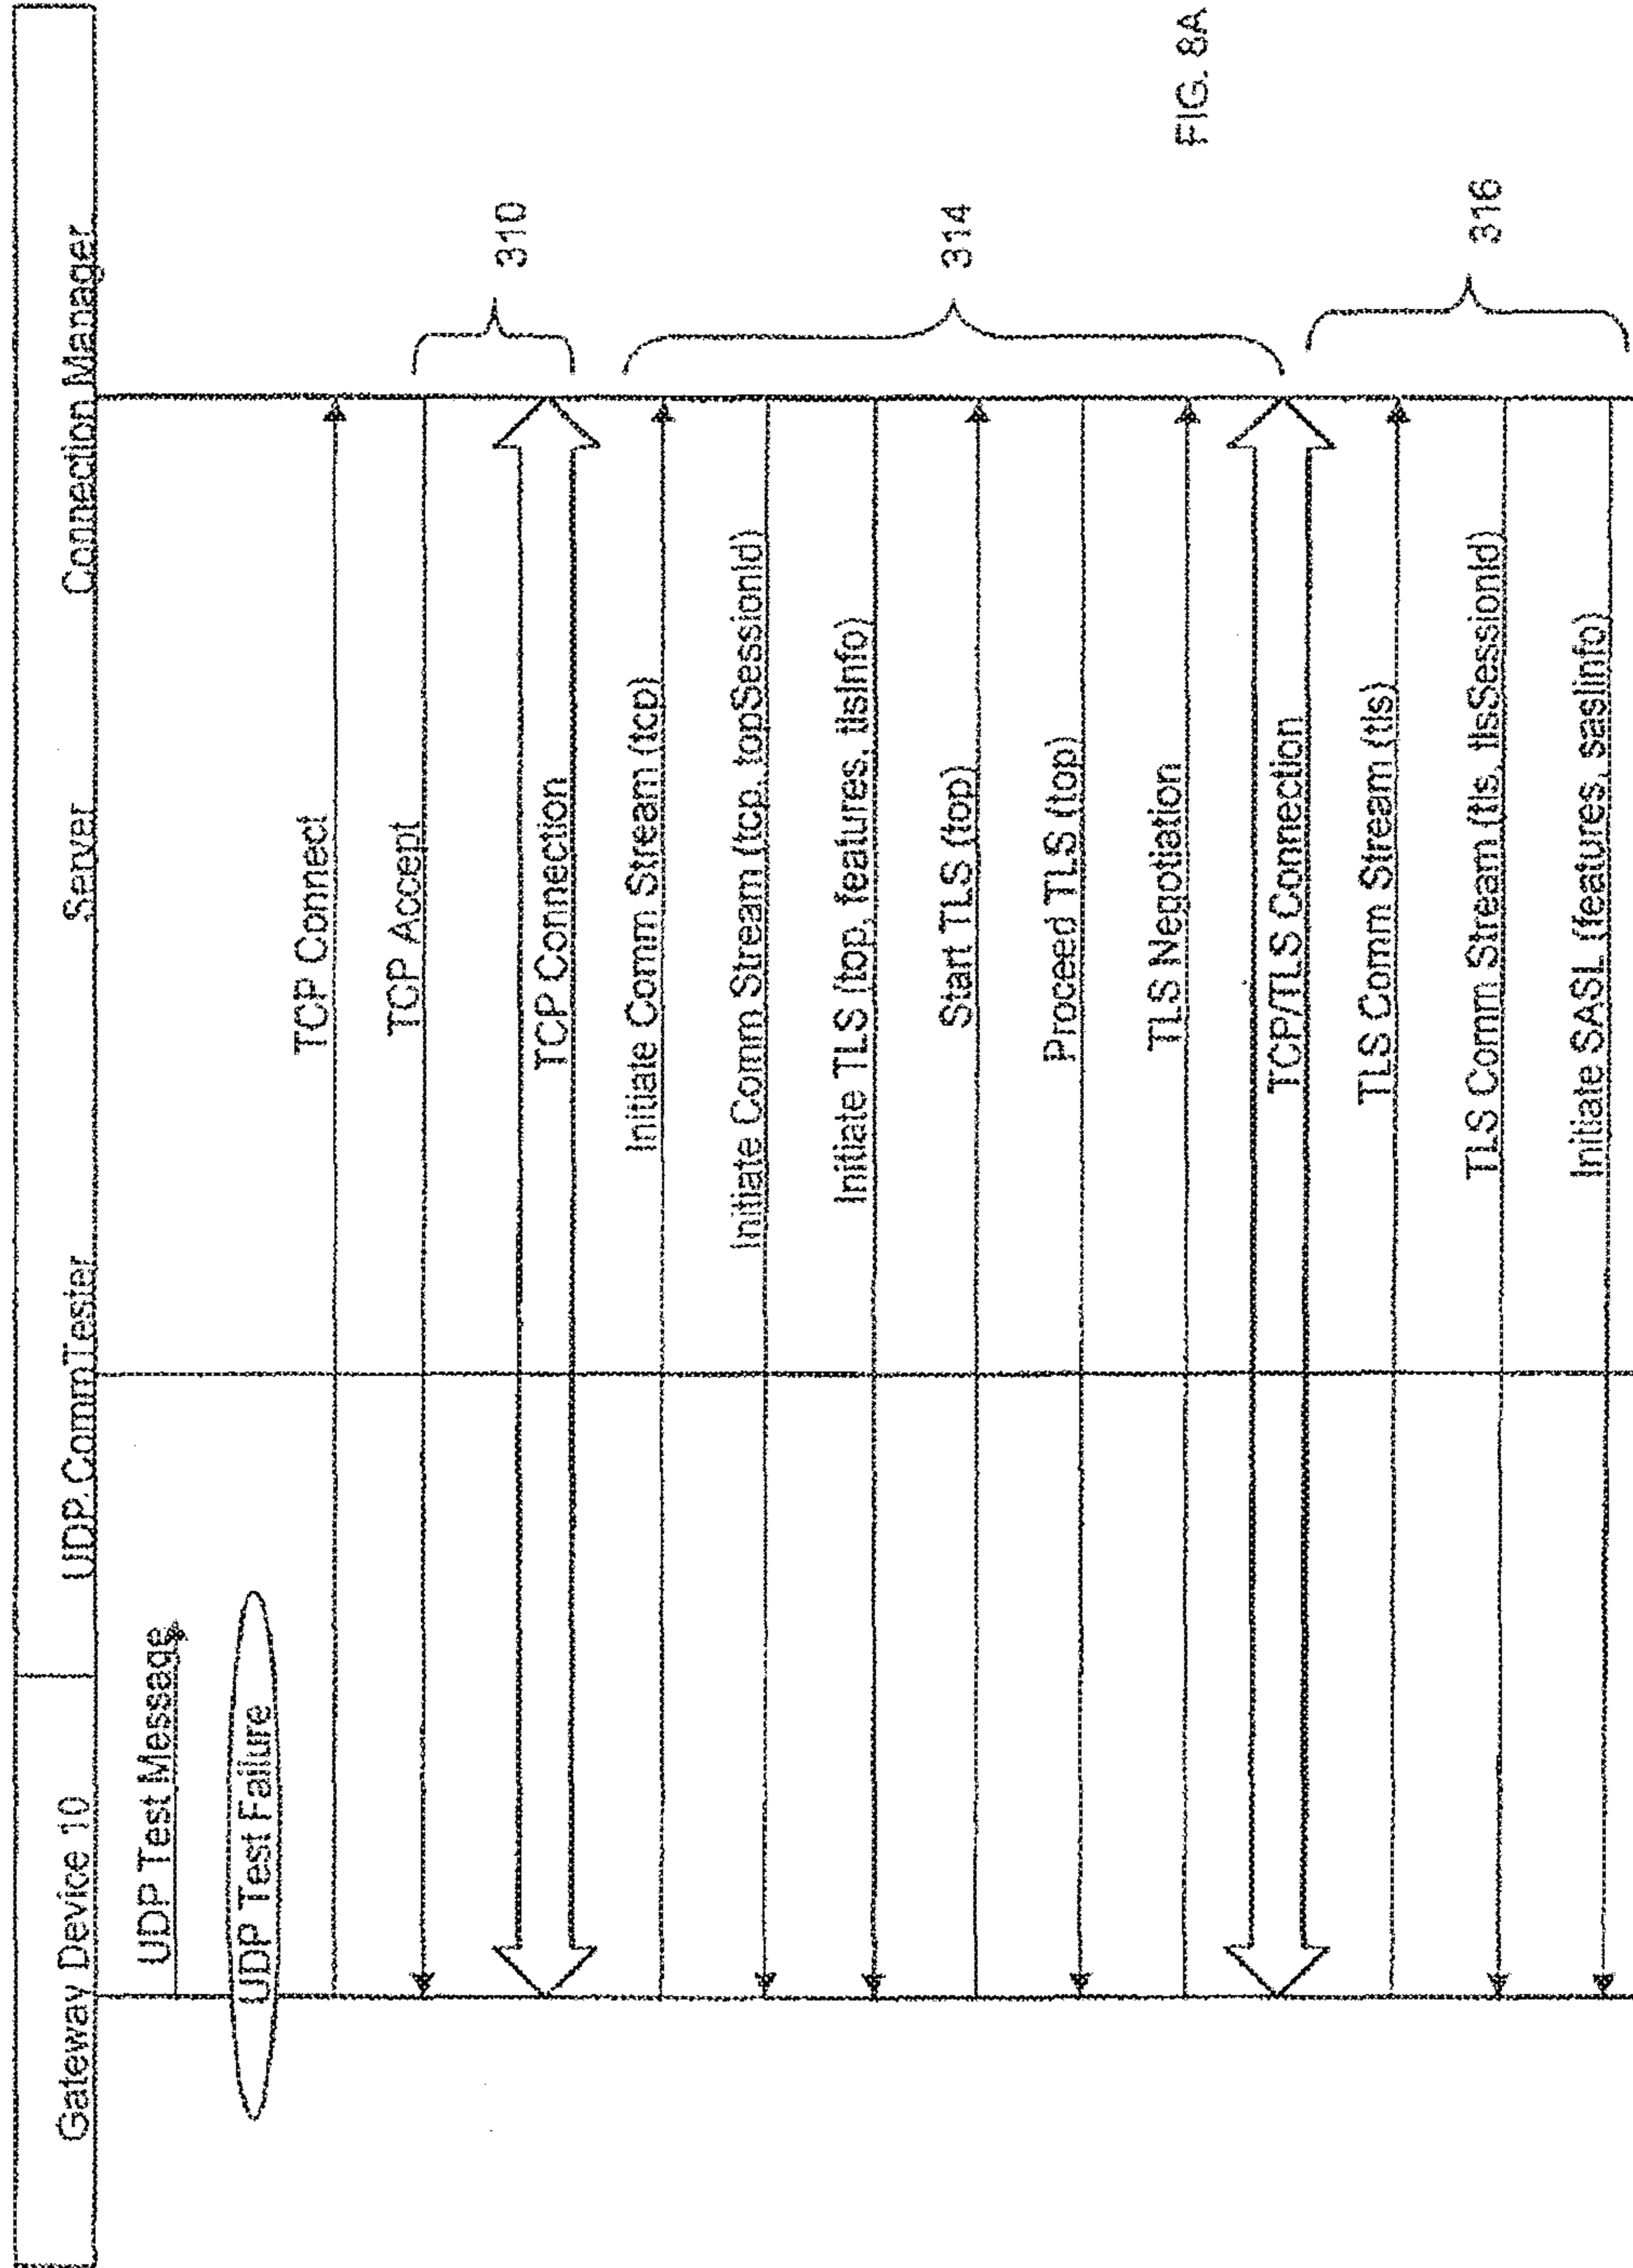 Gateway Device 10
UDP CommTester
Server
Connection Manager
UDP Test Message
UDP Test Failure
TCP Connect
TCP Accept
TCP Connection
310
Initiate Comm Stream (tcp)
Initiate Comm Stream (tcp, tcpSessionId)
Initiate TLS (tcp, features, tlsInfo)
Start TLS (tcp)
Proceed TLS (tcp)
TLS Negotiation
TCP/TLS Connection
314
TLS Comm Stream (tls)
TLS Comm Stream (tls, tlsSessionId)
Initiate SASL (features, saslInfo)
316
FIG. 8A